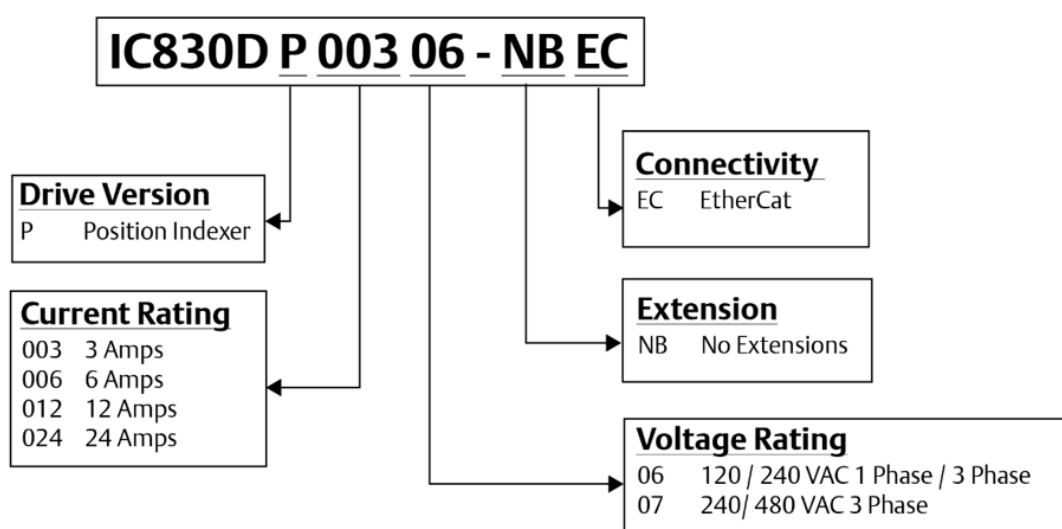 IC830D P 003 06 - NB EC
Drive Version
P Position Indexer
Current Rating
003 3 Amps
006 6 Amps
012 12 Amps
024 24 Amps
Connectivity
EC EtherCat
Extension
NB No Extensions
Voltage Rating
06 120 / 240 VAC 1 Phase / 3 Phase
07 240/ 480 VAC 3 Phase